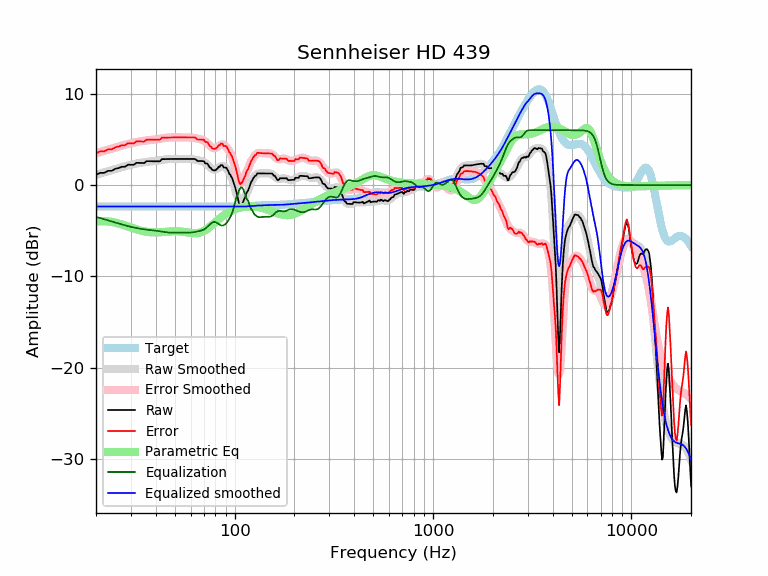 Sennheiser HD 439
Amplitude (dBr)
10
0
−10
−20
−30
Target
Raw Smoothed
Error Smoothed
Raw
Error
Parametric Eq
Equalization
Equalized smoothed
100
1000
10000
Frequency (Hz)